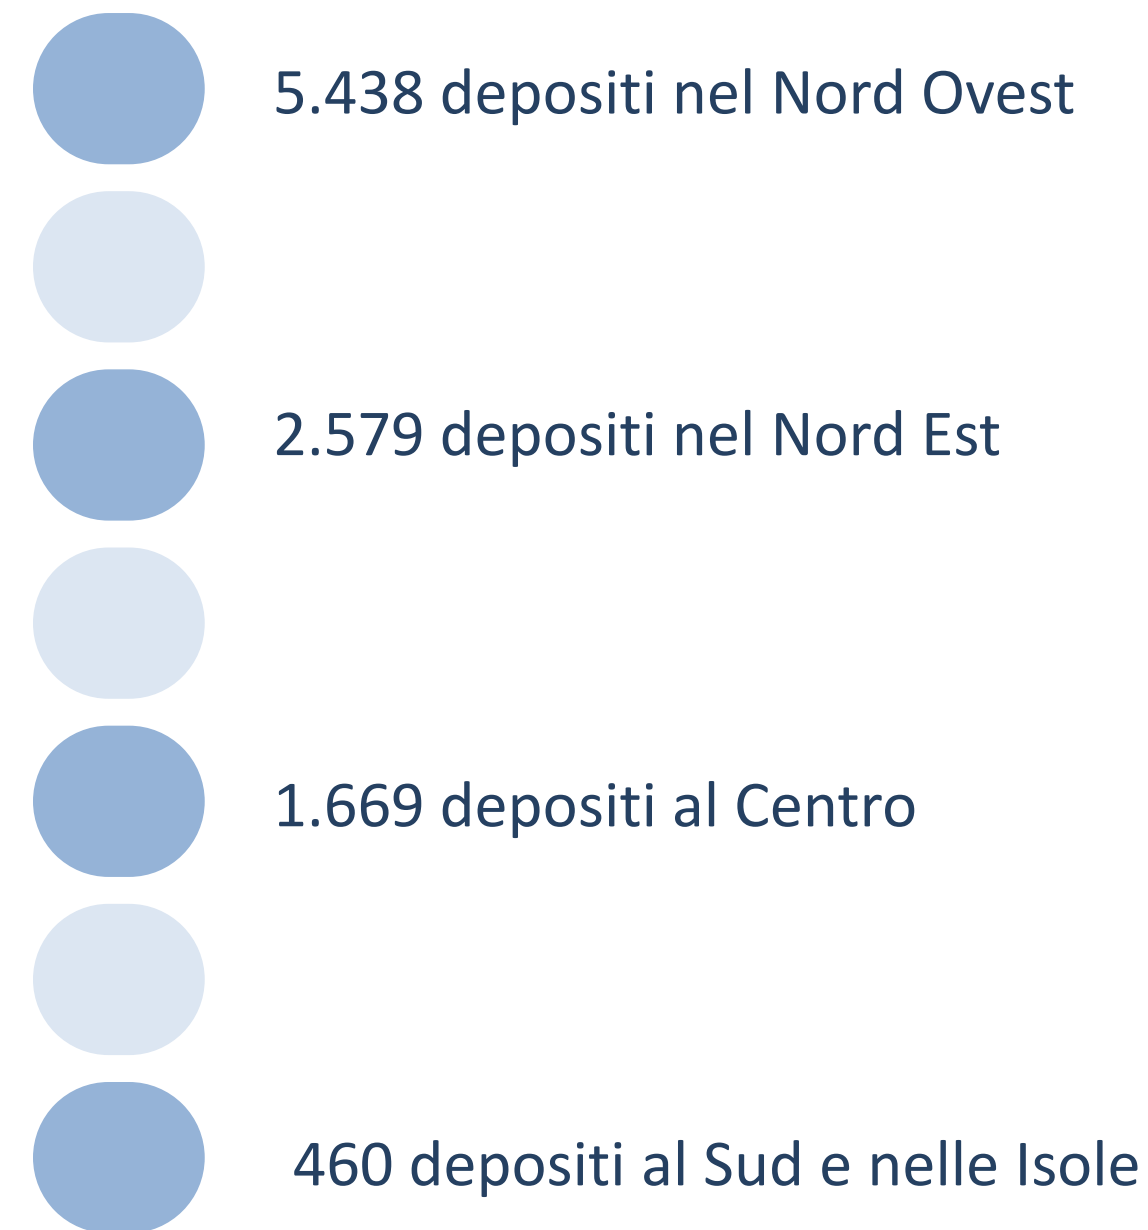 5.438 depositi nel Nord Ovest
2.579 depositi nel Nord Est
1.669 depositi al Centro
460 depositi al Sud e nelle Isole